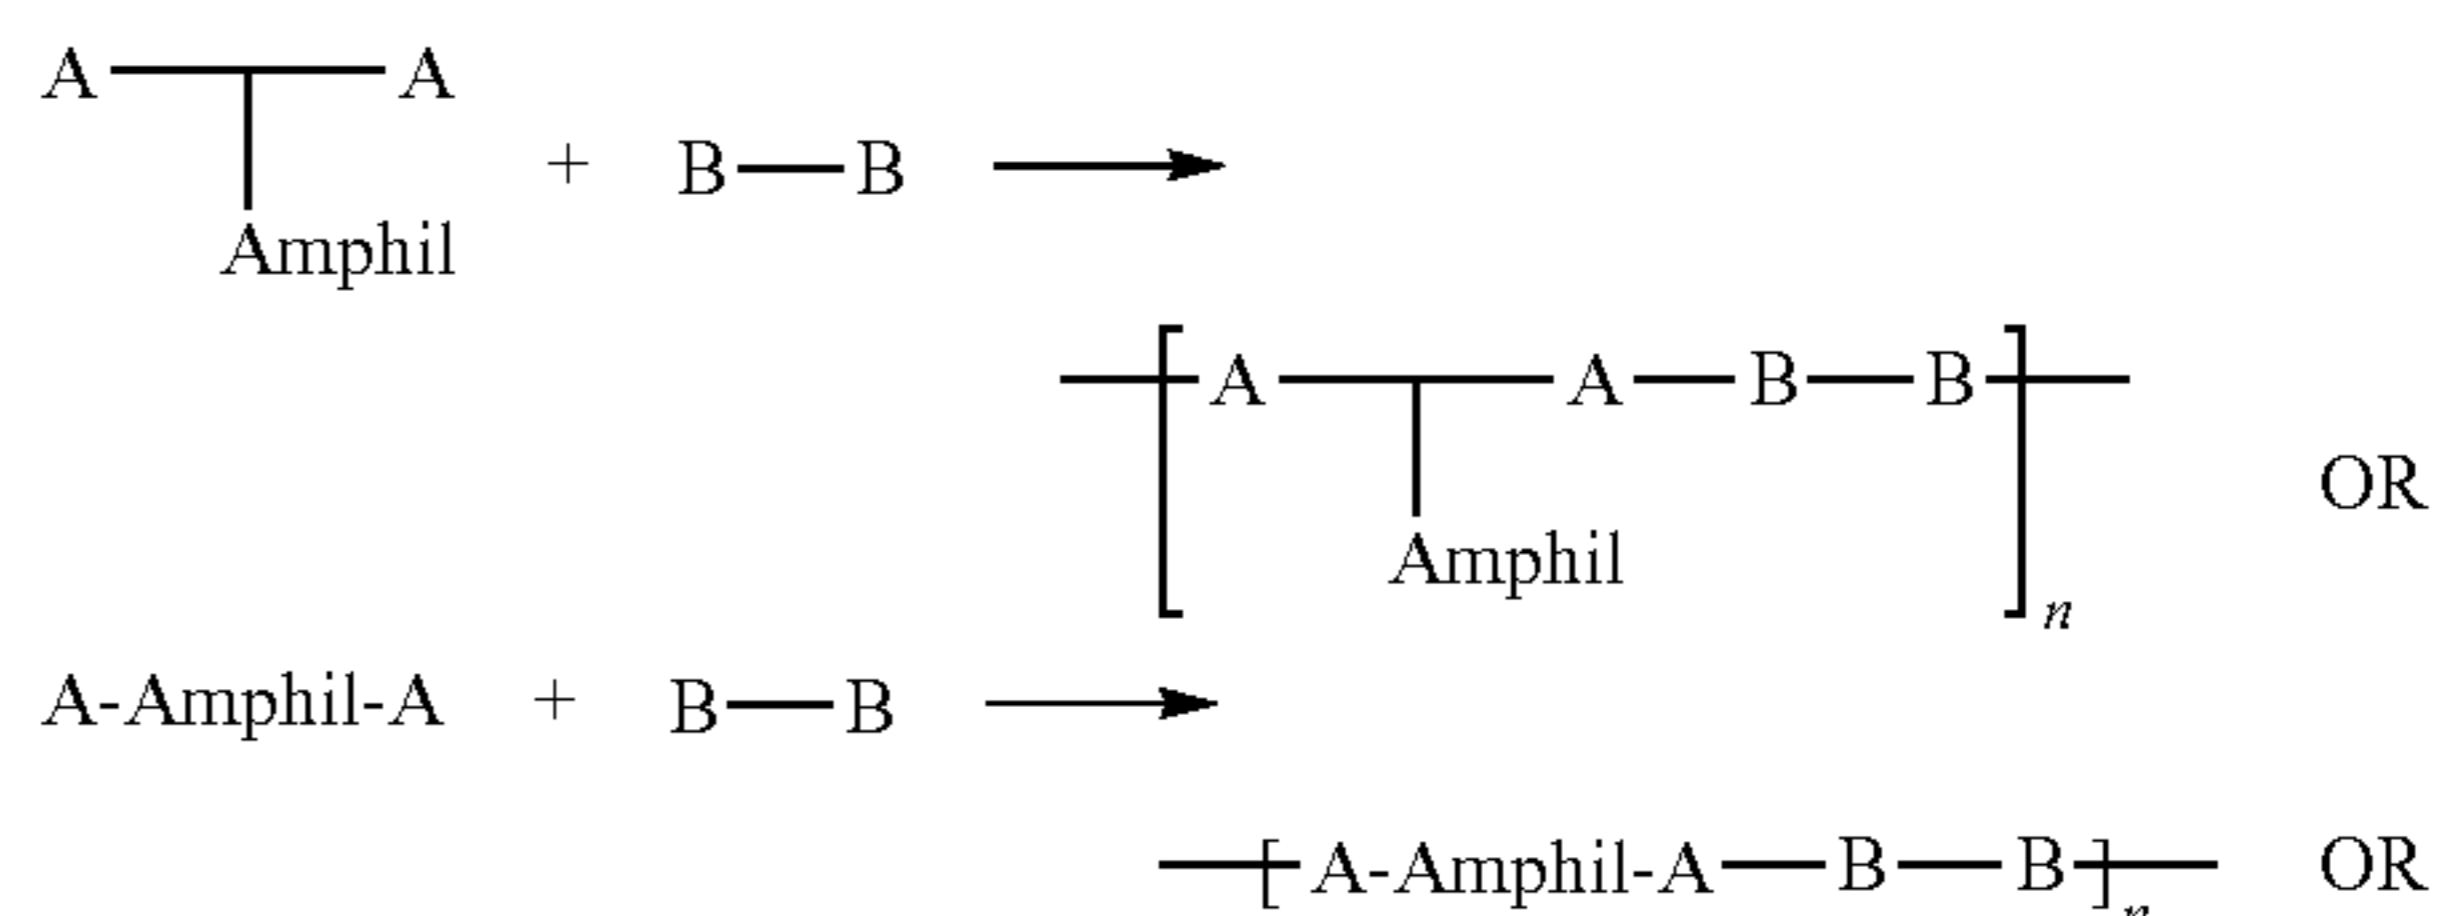 A A
+ B B
Amphil
A A B B
OR
Amphil
n
A-Amphil-A + B B
A-Amphil-A B B OR
n